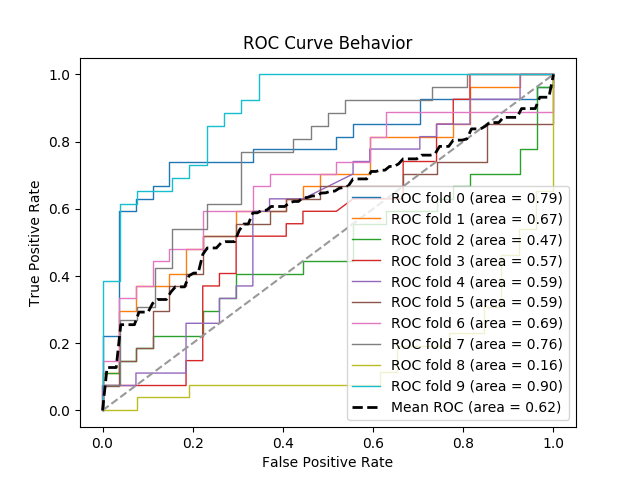 ROC Curve Behavior
True Positive Rate
1.0
0.8
0.6
0.4
0.2
0.0
ROC fold 0 (area = 0.79)
ROC fold 1 (area = 0.67)
ROC fold 2 (area = 0.47)
ROC fold 3 (area = 0.57)
ROC fold 4 (area = 0.59)
ROC fold 5 (area = 0.59)
ROC fold 6 (area = 0.69)
ROC fold 7 (area = 0.76)
ROC fold 8 (area = 0.16)
ROC fold 9 (area = 0.90)
Mean ROC (area = 0.62)
0.0 0.2 0.4 0.6 0.8 1.0
False Positive Rate